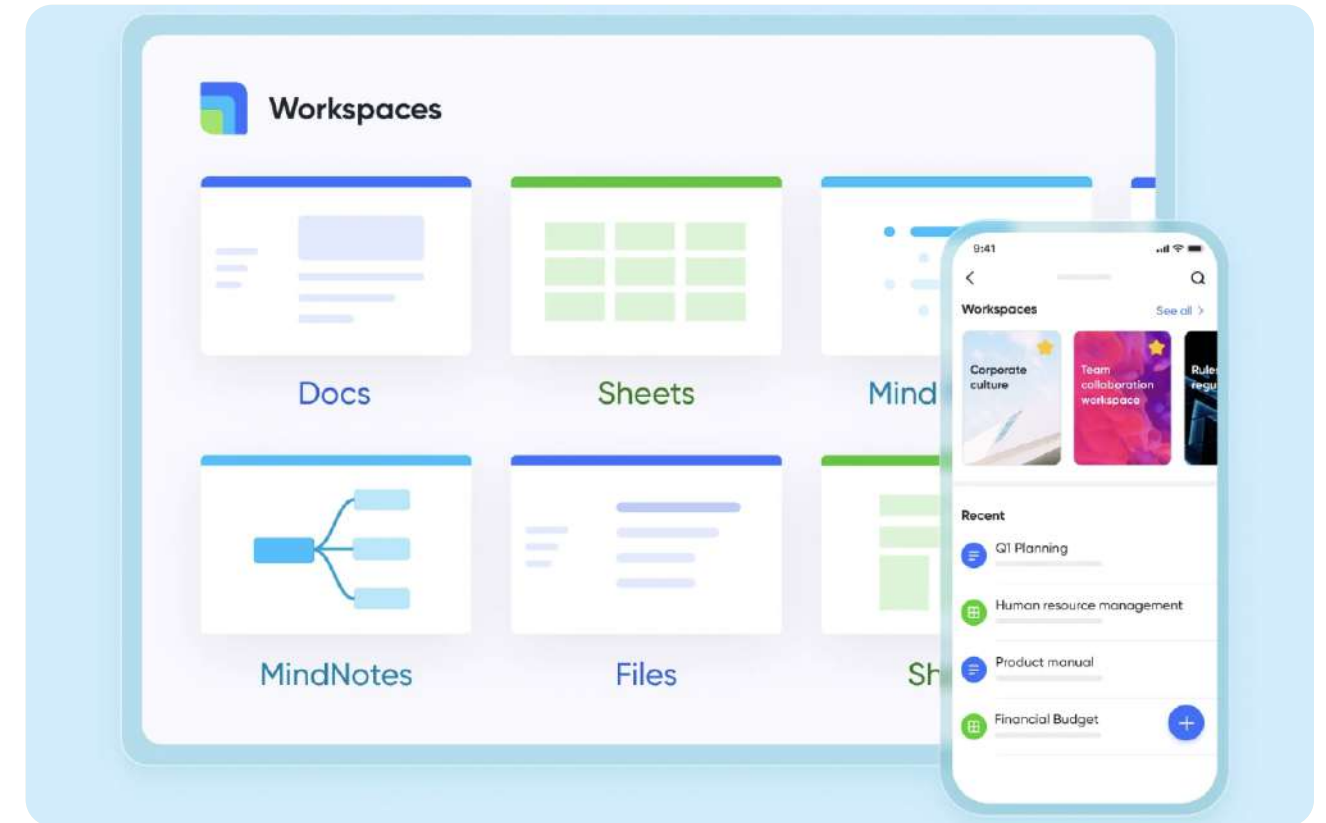 Workspaces
Docs
Sheets
Mind
MindNotes
Files
Sh
9:41
Workspaces
See all
Corporate
culture
Team
collaboration
workspace
Rules
regu
Recent
Q1 Planning
Human resource management
Product manual
Financial Budget